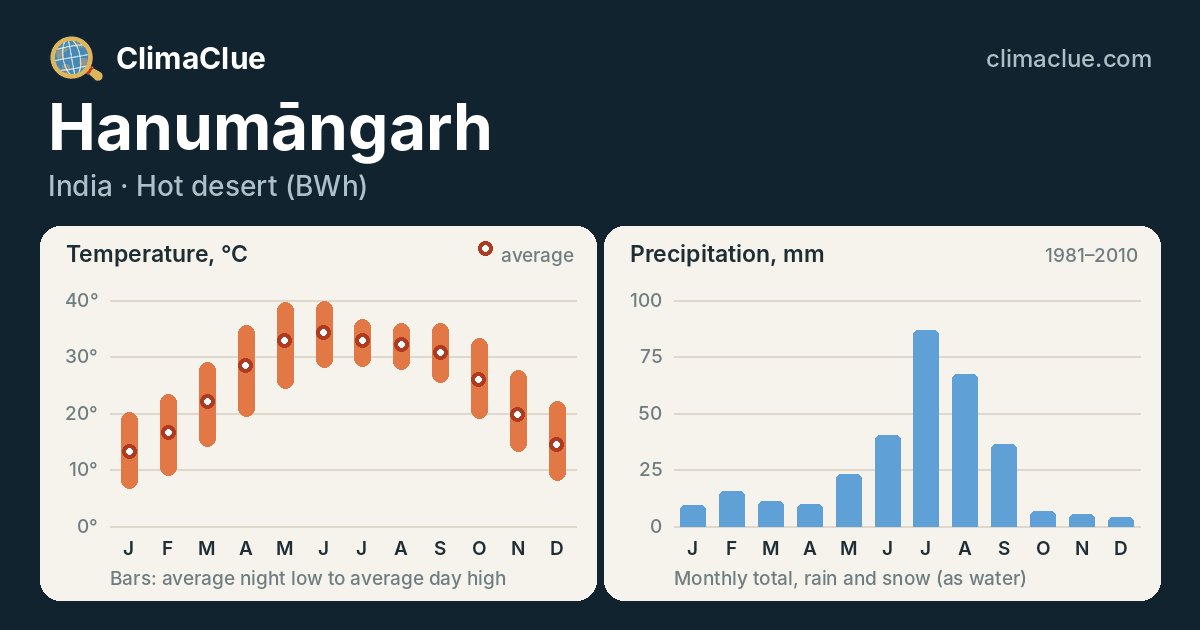 ClimaClue
climaclue.com
Hanumāngarh
India · Hot desert (BWh)
Temperature, °C
average
40°
30°
20°
10°
0°
J F M A M J J A S O N D
Bars: average night low to average day high
Precipitation, mm
1981–2010
100
75
50
25
0
J F M A M J J A S O N D
Monthly total, rain and snow (as water)